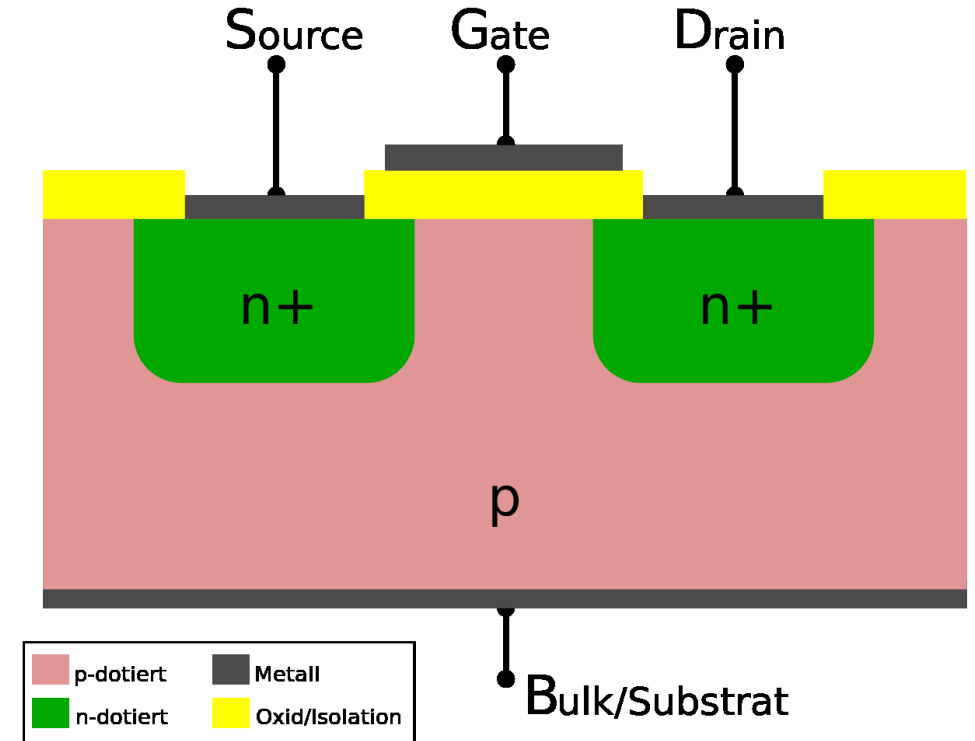 Source Gate Drain
n+ n+
p
Bulk/Substrat
p-dotiert Metall
n-dotiert Oxid/Isolation